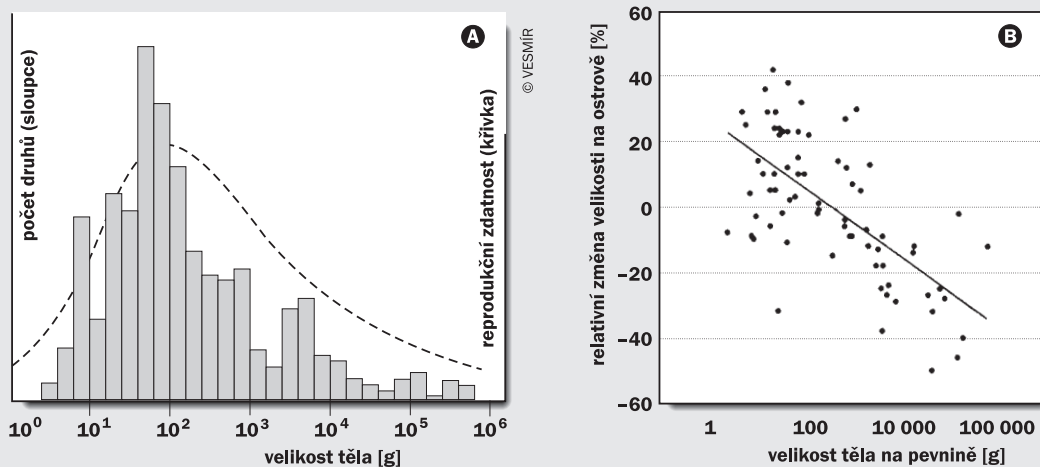 A
počet druhů (sloupce)
reprodukční zdatnost (křivka)
10⁰ 10¹ 10² 10³ 10⁴ 10⁵ 10⁶
velikost těla [g]
© VESMÍR
B
relativní změna velikosti na ostrově [%]
60
40
20
0
–20
–40
–60
1 100 10 000 100 000
velikost těla na pevnině [g]